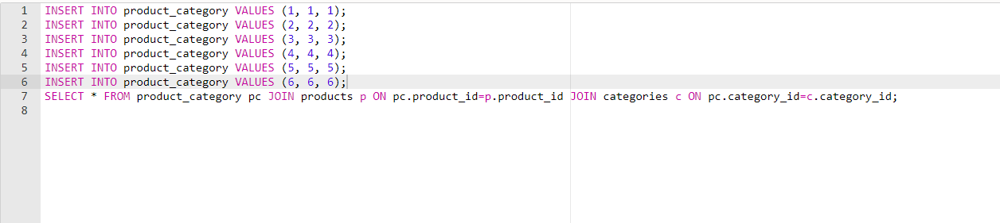 1 INSERT INTO product_category VALUES (1, 1, 1);
2 INSERT INTO product_category VALUES (2, 2, 2);
3 INSERT INTO product_category VALUES (3, 3, 3);
4 INSERT INTO product_category VALUES (4, 4, 4);
5 INSERT INTO product_category VALUES (5, 5, 5);
6 INSERT INTO product_category VALUES (6, 6, 6);
7 SELECT * FROM product_category pc JOIN products p ON pc.product_id=p.product_id JOIN categories c ON pc.category_id=c.category_id;
8